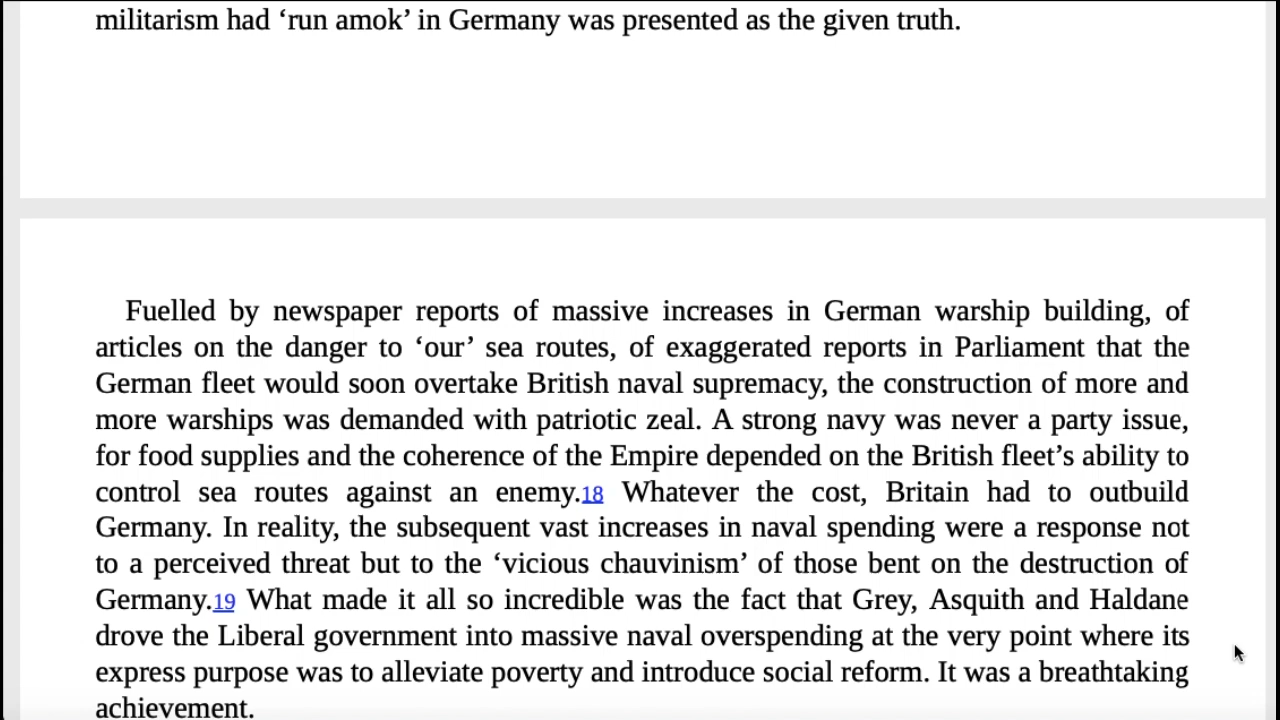 militarism had ‘run amok’ in Germany was presented as the given truth.
Fuelled by newspaper reports of massive increases in German warship building, of
articles on the danger to ‘our’ sea routes, of exaggerated reports in Parliament that the
German fleet would soon overtake British naval supremacy, the construction of more and
more warships was demanded with patriotic zeal. A strong navy was never a party issue,
for food supplies and the coherence of the Empire depended on the British fleet’s ability to
control sea routes against an enemy.18 Whatever the cost, Britain had to outbuild
Germany. In reality, the subsequent vast increases in naval spending were a response not
to a perceived threat but to the ‘vicious chauvinism’ of those bent on the destruction of
Germany.19 What made it all so incredible was the fact that Grey, Asquith and Haldane
drove the Liberal government into massive naval overspending at the very point where its
express purpose was to alleviate poverty and introduce social reform. It was a breathtaking
achievement.